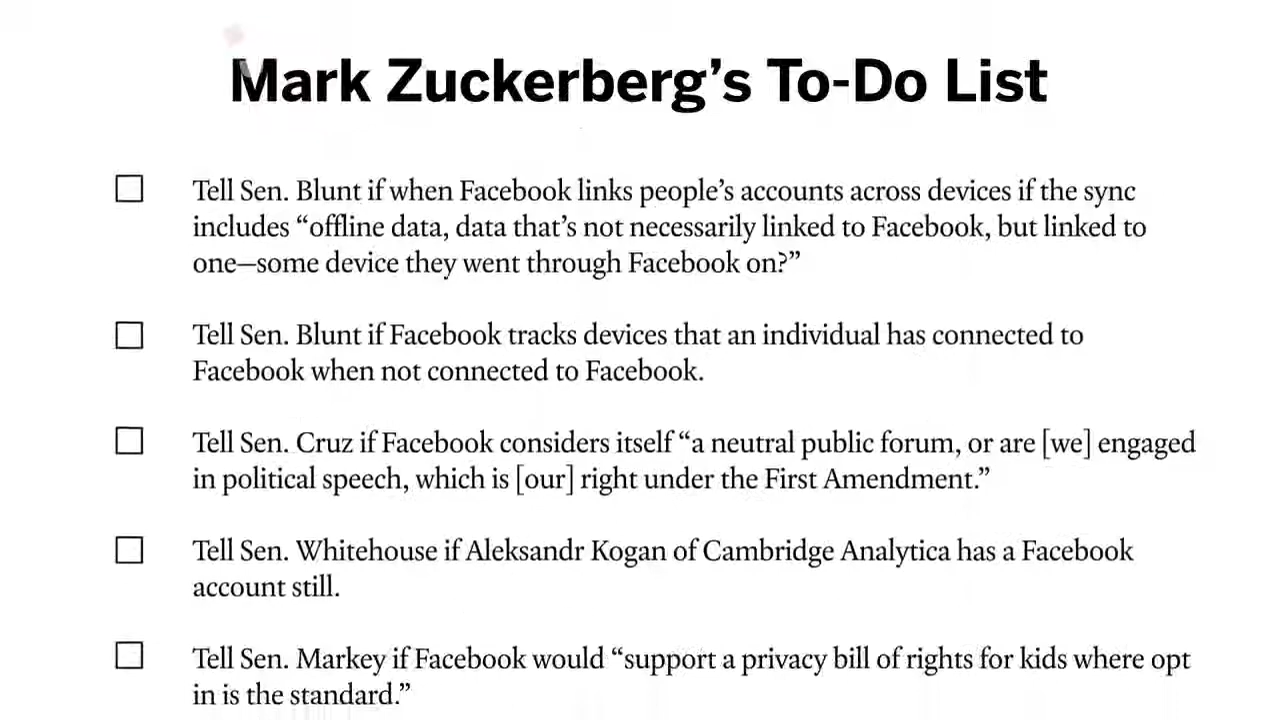 Mark Zuckerberg’s To-Do List
Tell Sen. Blunt if when Facebook links people’s accounts across devices if the sync
includes “offline data, data that’s not necessarily linked to Facebook, but linked to
one—some device they went through Facebook on?”
Tell Sen. Blunt if Facebook tracks devices that an individual has connected to
Facebook when not connected to Facebook.
Tell Sen. Cruz if Facebook considers itself “a neutral public forum, or are [we] engaged
in political speech, which is [our] right under the First Amendment.”
Tell Sen. Whitehouse if Aleksandr Kogan of Cambridge Analytica has a Facebook
account still.
Tell Sen. Markey if Facebook would “support a privacy bill of rights for kids where opt
in is the standard.”